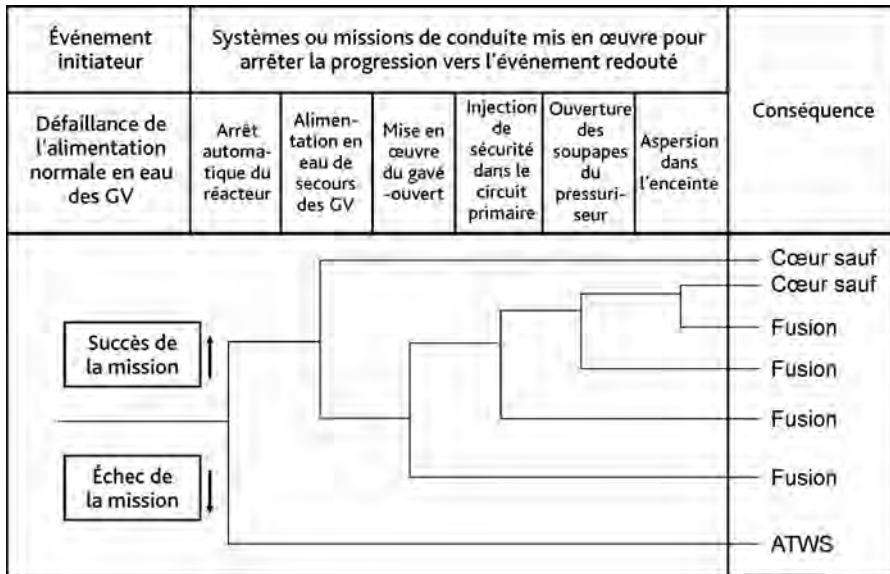 Événement
initiateur
Systèmes ou missions de conduite mis en œuvre pour
arrêter la progression vers l’événement redouté
Conséquence
Défaillance de
l’alimentation
normale en eau
des GV
Arrêt
automa-
tique du
réacteur
Alimen-
tation en
eau de
secours
des GV
Mise en
œuvre
du gavé
-ouvert
Injection
de
sécurité
dans le
circuit
primaire
Ouverture
des
soupapes
du
pressuri-
seur
Aspersion
dans
l’enceinte
Succès de
la mission
Échec de
la mission
Cœur sauf
Cœur sauf
Fusion
Fusion
Fusion
Fusion
ATWS